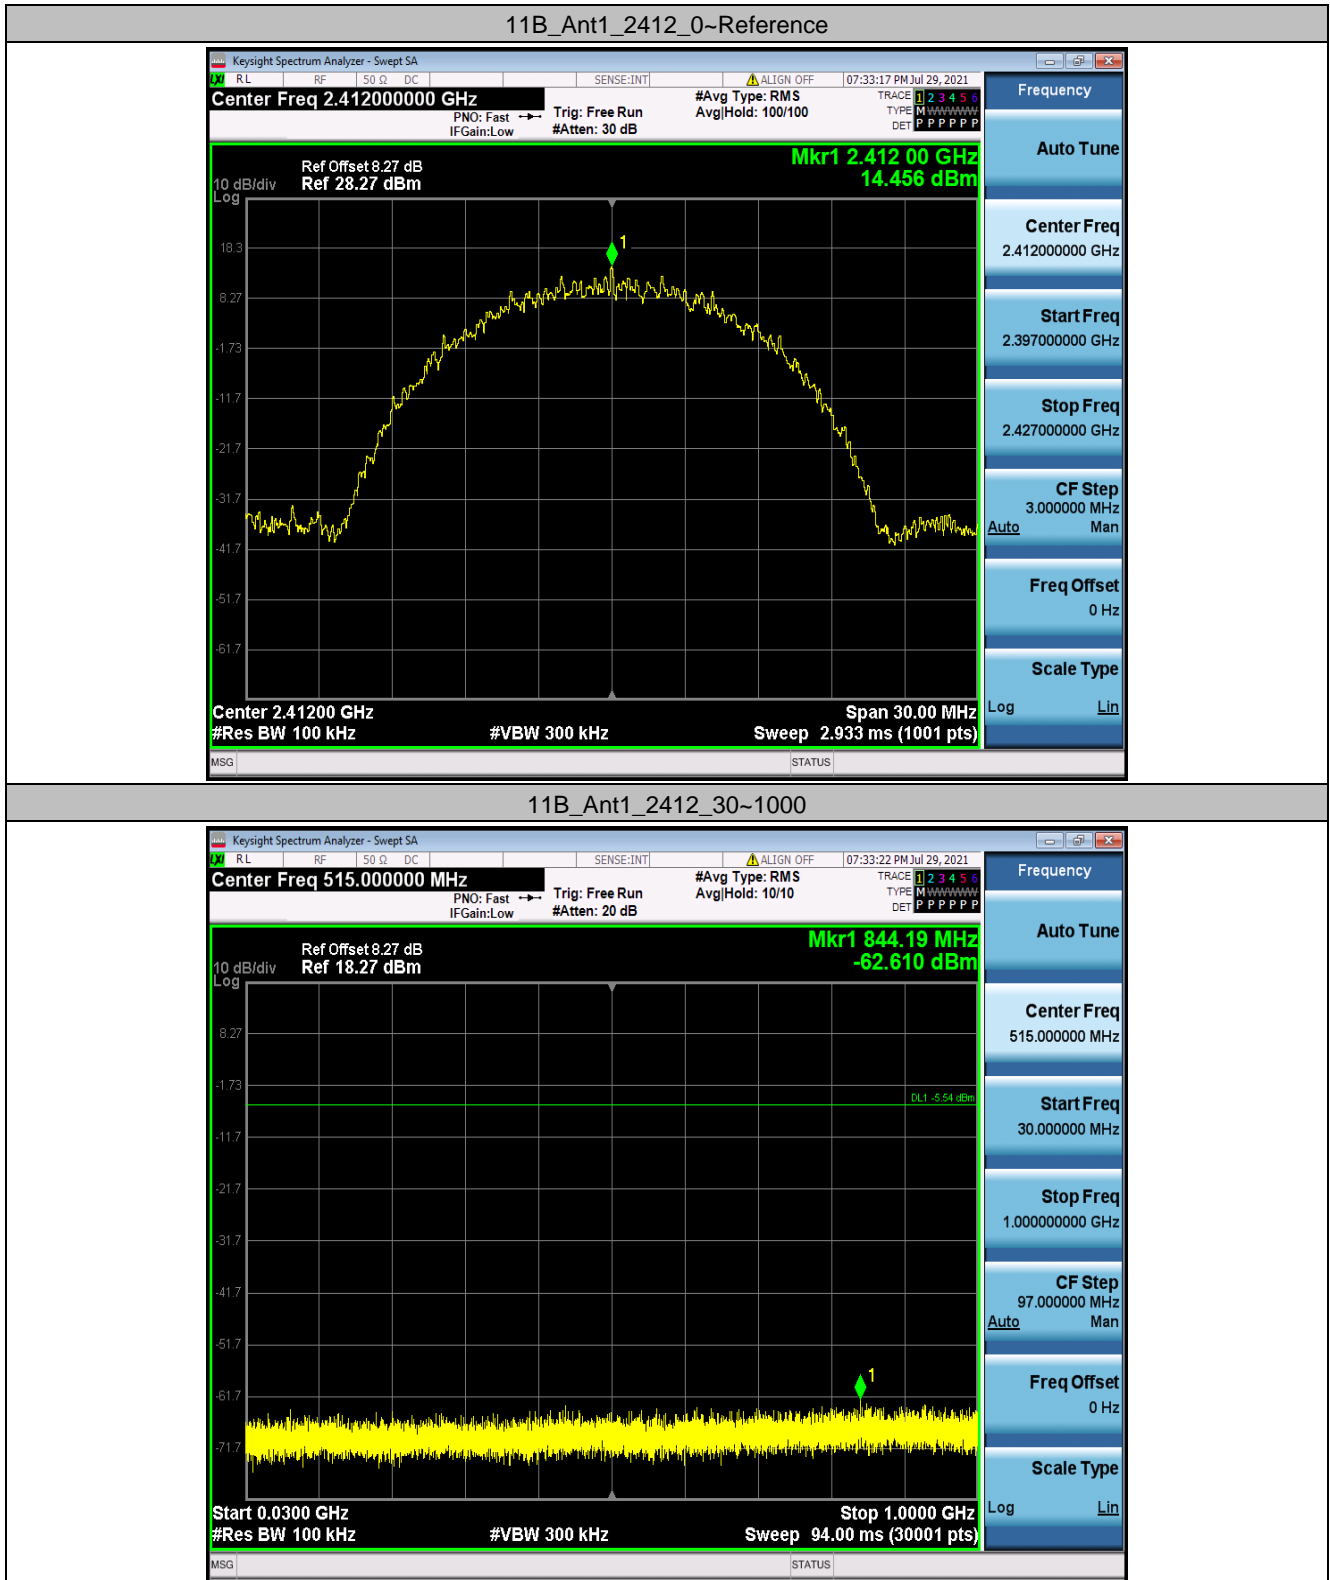 11B_Ant1_2412_0~Reference
Keysight Spectrum Analyzer - Swept SA
LXI RL RF 50 Ω DC SENSE:INT ALIGN OFF 07:33:17 PM Jul 29, 2021
Center Freq 2.412000000 GHz #Avg Type: RMS TRACE 1 2 3 4 5 6
PNO: Fast Trig: Free Run Avg|Hold: 100/100 TYPE M WWWWW
IFGain:Low #Atten: 30 dB DET P P P P P P
Frequency
Mkr1 2.412 00 GHz
14.456 dBm
Ref Offset 8.27 dB
10 dB/div Ref 28.27 dBm
Log
1
18.3
8.27
-1.73
-11.7
-21.7
-31.7
-41.7
-51.7
-61.7
Center 2.41200 GHz Span 30.00 MHz
#Res BW 100 kHz #VBW 300 kHz Sweep 2.933 ms (1001 pts)
MSG STATUS
Auto Tune
Center Freq
2.412000000 GHz
Start Freq
2.397000000 GHz
Stop Freq
2.427000000 GHz
CF Step
3.000000 MHz
Auto Man
Freq Offset
0 Hz
Scale Type
Log Lin
11B_Ant1_2412_30~1000
Keysight Spectrum Analyzer - Swept SA
LXI RL RF 50 Ω DC SENSE:INT ALIGN OFF 07:33:22 PM Jul 29, 2021
Center Freq 515.000000 MHz #Avg Type: RMS TRACE 1 2 3 4 5 6
PNO: Fast Trig: Free Run Avg|Hold: 10/10 TYPE M WWWWW
IFGain:Low #Atten: 20 dB DET P P P P P P
Frequency
Mkr1 844.19 MHz
-62.610 dBm
Ref Offset 8.27 dB
10 dB/div Ref 18.27 dBm
Log
8.27
-1.73
DL1 -5.54 dBm
-11.7
-21.7
-31.7
-41.7
-51.7
1
-61.7
-71.7
Start 0.0300 GHz Stop 1.0000 GHz
#Res BW 100 kHz #VBW 300 kHz Sweep 94.00 ms (30001 pts)
MSG STATUS
Auto Tune
Center Freq
515.000000 MHz
Start Freq
30.000000 MHz
Stop Freq
1.000000000 GHz
CF Step
97.000000 MHz
Auto Man
Freq Offset
0 Hz
Scale Type
Log Lin